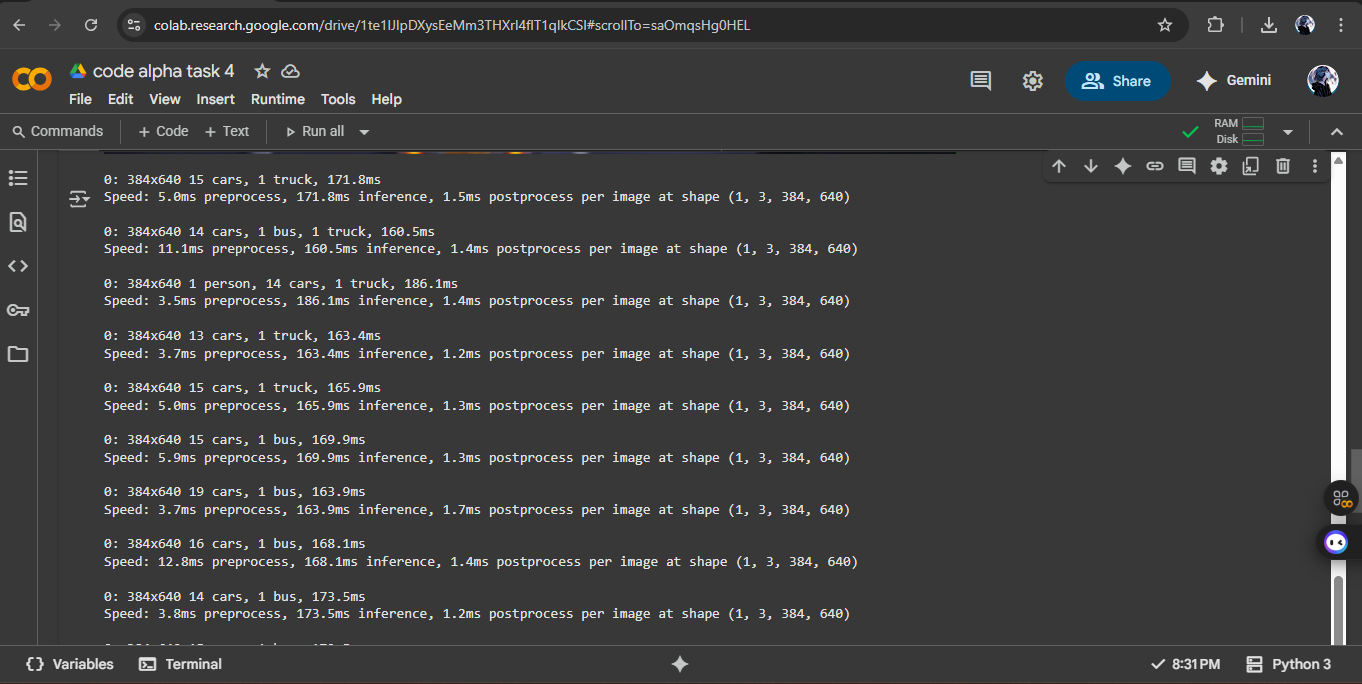 colab.research.google.com/drive/1te1IJIpDXysEeMm3THXrl4flT1qIkCSI#scrollTo=saOmqsHg0HEL
CO
code alpha task 4
File Edit View Insert Runtime Tools Help
Share
Gemini
Commands + Code + Text Run all
RAM
Disk
0: 384x640 15 cars, 1 truck, 171.8ms
Speed: 5.0ms preprocess, 171.8ms inference, 1.5ms postprocess per image at shape (1, 3, 384, 640)
0: 384x640 14 cars, 1 bus, 1 truck, 160.5ms
Speed: 11.1ms preprocess, 160.5ms inference, 1.4ms postprocess per image at shape (1, 3, 384, 640)
0: 384x640 1 person, 14 cars, 1 truck, 186.1ms
Speed: 3.5ms preprocess, 186.1ms inference, 1.4ms postprocess per image at shape (1, 3, 384, 640)
0: 384x640 13 cars, 1 truck, 163.4ms
Speed: 3.7ms preprocess, 163.4ms inference, 1.2ms postprocess per image at shape (1, 3, 384, 640)
0: 384x640 15 cars, 1 truck, 165.9ms
Speed: 5.0ms preprocess, 165.9ms inference, 1.3ms postprocess per image at shape (1, 3, 384, 640)
0: 384x640 15 cars, 1 bus, 169.9ms
Speed: 5.9ms preprocess, 169.9ms inference, 1.3ms postprocess per image at shape (1, 3, 384, 640)
0: 384x640 19 cars, 1 bus, 163.9ms
Speed: 3.7ms preprocess, 163.9ms inference, 1.7ms postprocess per image at shape (1, 3, 384, 640)
0: 384x640 16 cars, 1 bus, 168.1ms
Speed: 12.8ms preprocess, 168.1ms inference, 1.4ms postprocess per image at shape (1, 3, 384, 640)
0: 384x640 14 cars, 1 bus, 173.5ms
Speed: 3.8ms preprocess, 173.5ms inference, 1.2ms postprocess per image at shape (1, 3, 384, 640)
{} Variables Terminal
8:31 PM Python 3